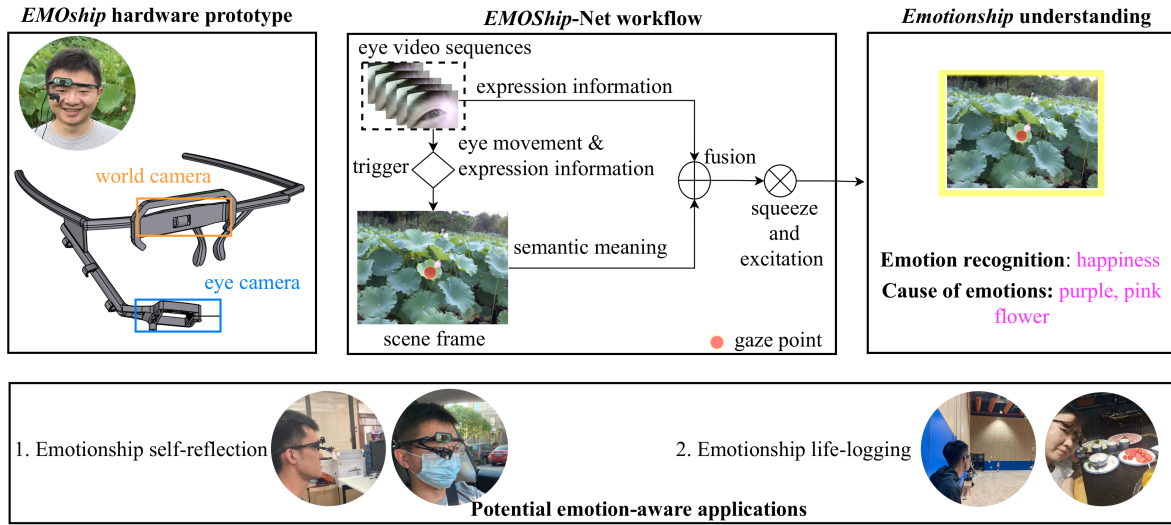 EMOship hardware prototype
world camera
eye camera
EMOShip-Net workflow
eye video sequences
expression information
trigger
eye movement &
expression information
fusion
squeeze
and
excitation
semantic meaning
scene frame
gaze point
Emotionship understanding
Emotion recognition: happiness
Cause of emotions: purple, pink
flower
1. Emotionship self-reflection
2. Emotionship life-logging
Potential emotion-aware applications